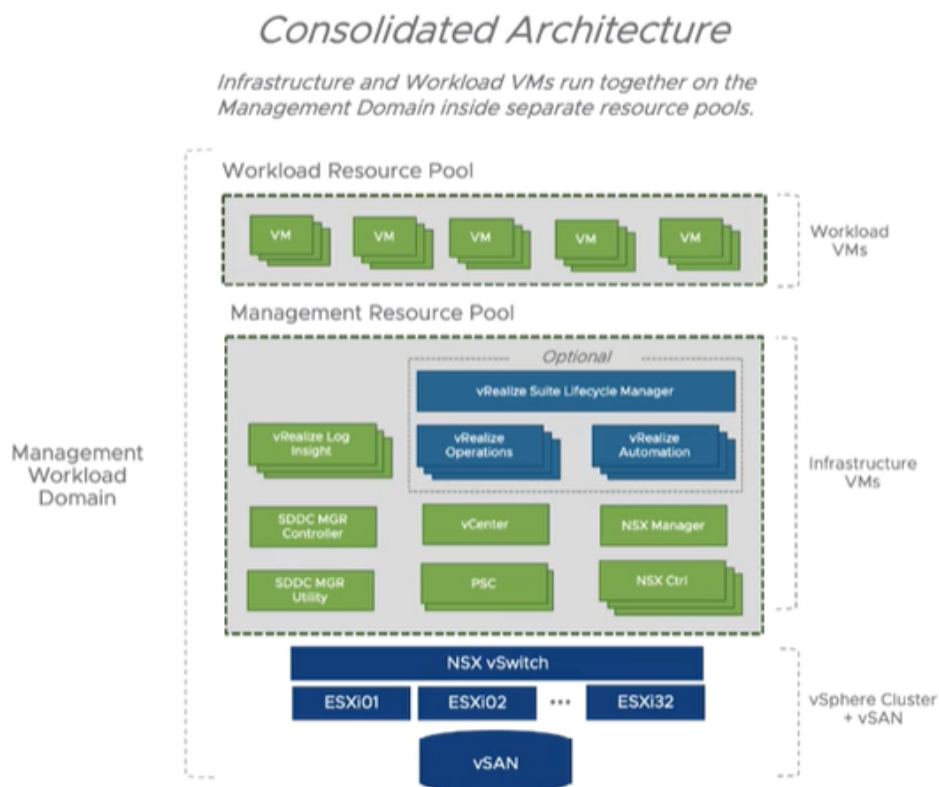 Consolidated Architecture
Infrastructure and Workload VMs run together on the
Management Domain inside separate resource pools.
Workload Resource Pool
VM
VM
VM
VM
VM
Workload
VMs
Management Resource Pool
Optional
vRealize Suite Lifecycle Manager
vRealize Log
Insight
vRealize
Operations
vRealize
Automation
Management
Workload
Domain
Infrastructure
VMs
SDDC MGR
Controller
vCenter
NSX Manager
SDDC MGR
Utility
PSC
NSX Ctrl
NSX vSwitch
ESXi01
ESXi02
...
ESXi32
vSphere Cluster
+ vSAN
vSAN